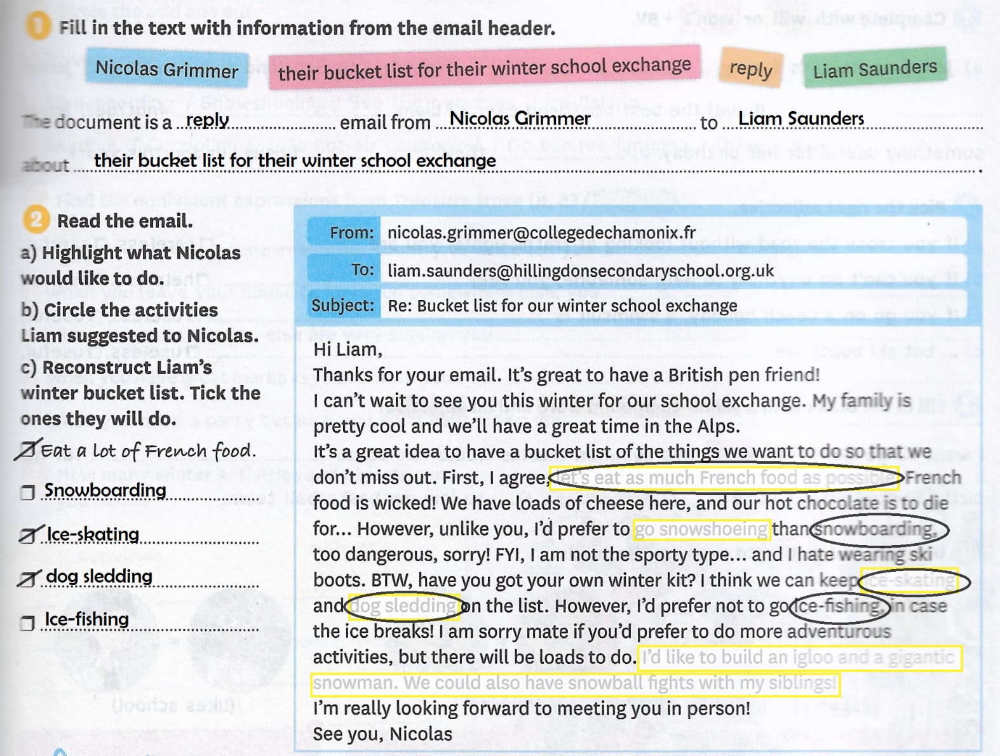 1 Fill in the text with information from the email header.
Nicolas Grimmer their bucket list for their winter school exchange reply Liam Saunders
The document is a reply email from Nicolas Grimmer to Liam Saunders
about their bucket list for their winter school exchange.
2 Read the email.
a) Highlight what Nicolas
would like to do.
b) Circle the activities
Liam suggested to Nicolas.
c) Reconstruct Liam's
winter bucket list. Tick the
ones they will do.
Eat a lot of French food.
Snowboarding
Ice-skating
dog sledding
Ice-fishing
From: nicolas.grimmer@collegedechamonix.fr
To: liam.saunders@hillingdonsecondaryschool.org.uk
Subject: Re: Bucket list for our winter school exchange
Hi Liam,
Thanks for your email. It's great to have a British pen friend!
I can't wait to see you this winter for our school exchange. My family is
pretty cool and we'll have a great time in the Alps.
It's a great idea to have a bucket list of the things we want to do so that we
don't miss out. First, I agree, let's eat as much French food as possible. French
food is wicked! We have loads of cheese here, and our hot chocolate is to die
for... However, unlike you, I'd prefer to go snowshoeing than snowboarding,
too dangerous, sorry! FYI, I am not the sporty type... and I hate wearing ski
boots. BTW, have you got your own winter kit? I think we can keep ice-skating
and dog sledding on the list. However, I'd prefer not to go ice-fishing, in case
the ice breaks! I am sorry mate if you'd prefer to do more adventurous
activities, but there will be loads to do. I'd like to build an igloo and a gigantic
snowman. We could also have snowball fights with my siblings!
I'm really looking forward to meeting you in person!
See you, Nicolas